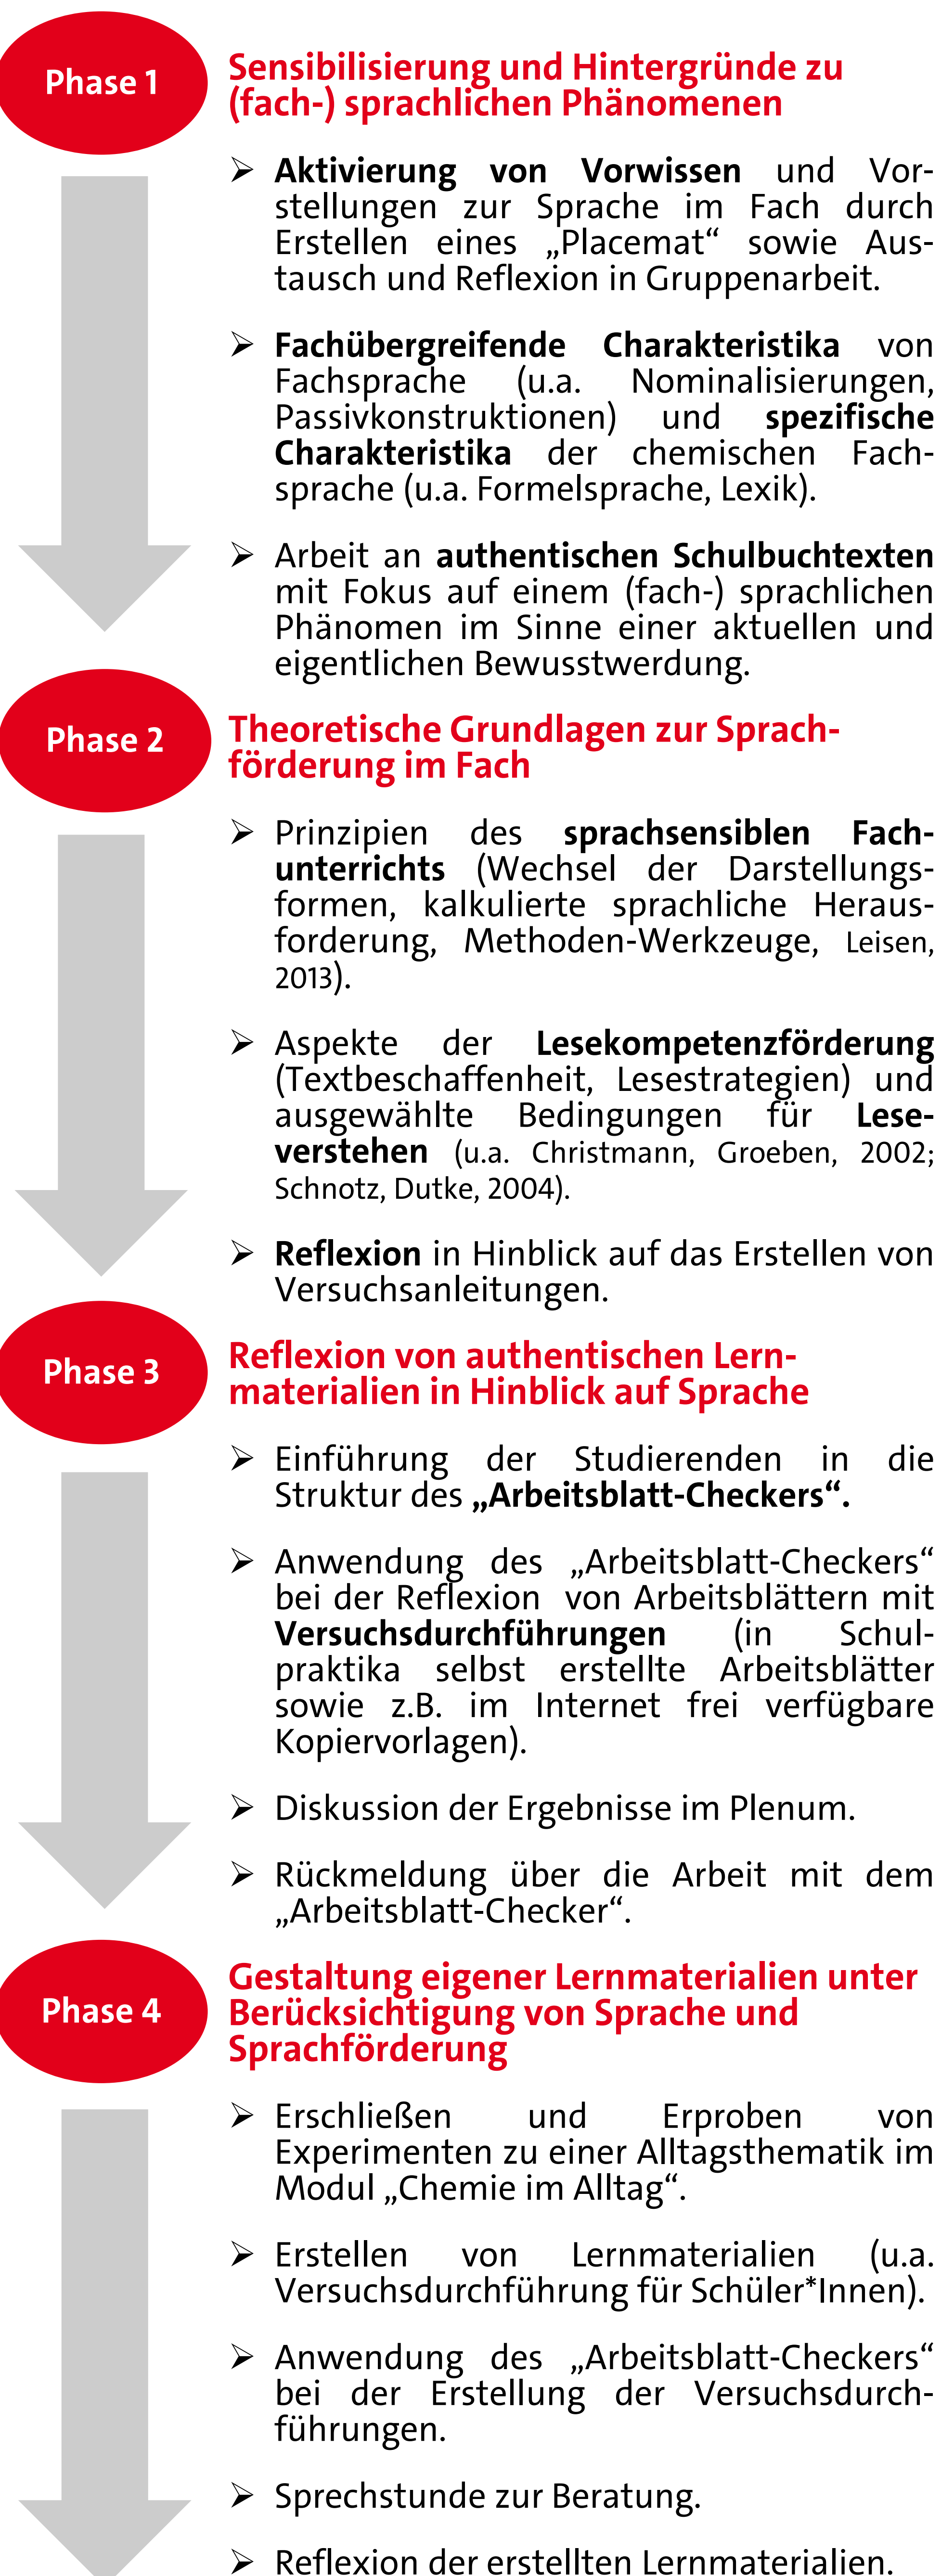 Phase 1
Sensibilisierung und Hintergründe zu
(fach-) sprachlichen Phänomenen
➢ Aktivierung von Vorwissen und Vor-
stellungen zur Sprache im Fach durch
Erstellen eines „Placemat“ sowie Aus-
tausch und Reflexion in Gruppenarbeit.
➢ Fachübergreifende Charakteristika von
Fachsprache (u.a. Nominalisierungen,
Passivkonstruktionen) und spezifische
Charakteristika der chemischen Fach-
sprache (u.a. Formelsprache, Lexik).
➢ Arbeit an authentischen Schulbuchtexten
mit Fokus auf einem (fach-) sprachlichen
Phänomen im Sinne einer aktuellen und
eigentlichen Bewusstwerdung.
Phase 2
Theoretische Grundlagen zur Sprach-
förderung im Fach
➢ Prinzipien des sprachsensiblen Fach-
unterrichts (Wechsel der Darstellungs-
formen, kalkulierte sprachliche Heraus-
forderung, Methoden-Werkzeuge, Leisen,
2013).
➢ Aspekte der Lesekompetenzförderung
(Textbeschaffenheit, Lesestrategien) und
ausgewählte Bedingungen für Lese-
verstehen (u.a. Christmann, Groeben, 2002;
Schnotz, Dutke, 2004).
➢ Reflexion in Hinblick auf das Erstellen von
Versuchsanleitungen.
Phase 3
Reflexion von authentischen Lern-
materialien in Hinblick auf Sprache
➢ Einführung der Studierenden in die
Struktur des „Arbeitsblatt-Checkers“.
➢ Anwendung des „Arbeitsblatt-Checkers“
bei der Reflexion von Arbeitsblättern mit
Versuchsdurchführungen (in Schul-
praktika selbst erstellte Arbeitsblätter
sowie z.B. im Internet frei verfügbare
Kopiervorlagen).
➢ Diskussion der Ergebnisse im Plenum.
➢ Rückmeldung über die Arbeit mit dem
„Arbeitsblatt-Checker“.
Phase 4
Gestaltung eigener Lernmaterialien unter
Berücksichtigung von Sprache und
Sprachförderung
➢ Erschließen und Erproben von
Experimenten zu einer Alltagsthematik im
Modul „Chemie im Alltag“.
➢ Erstellen von Lernmaterialien (u.a.
Versuchsdurchführung für Schüler*Innen).
➢ Anwendung des „Arbeitsblatt-Checkers“
bei der Erstellung der Versuchsdurch-
führungen.
➢ Sprechstunde zur Beratung.
➢ Reflexion der erstellten Lernmaterialien.